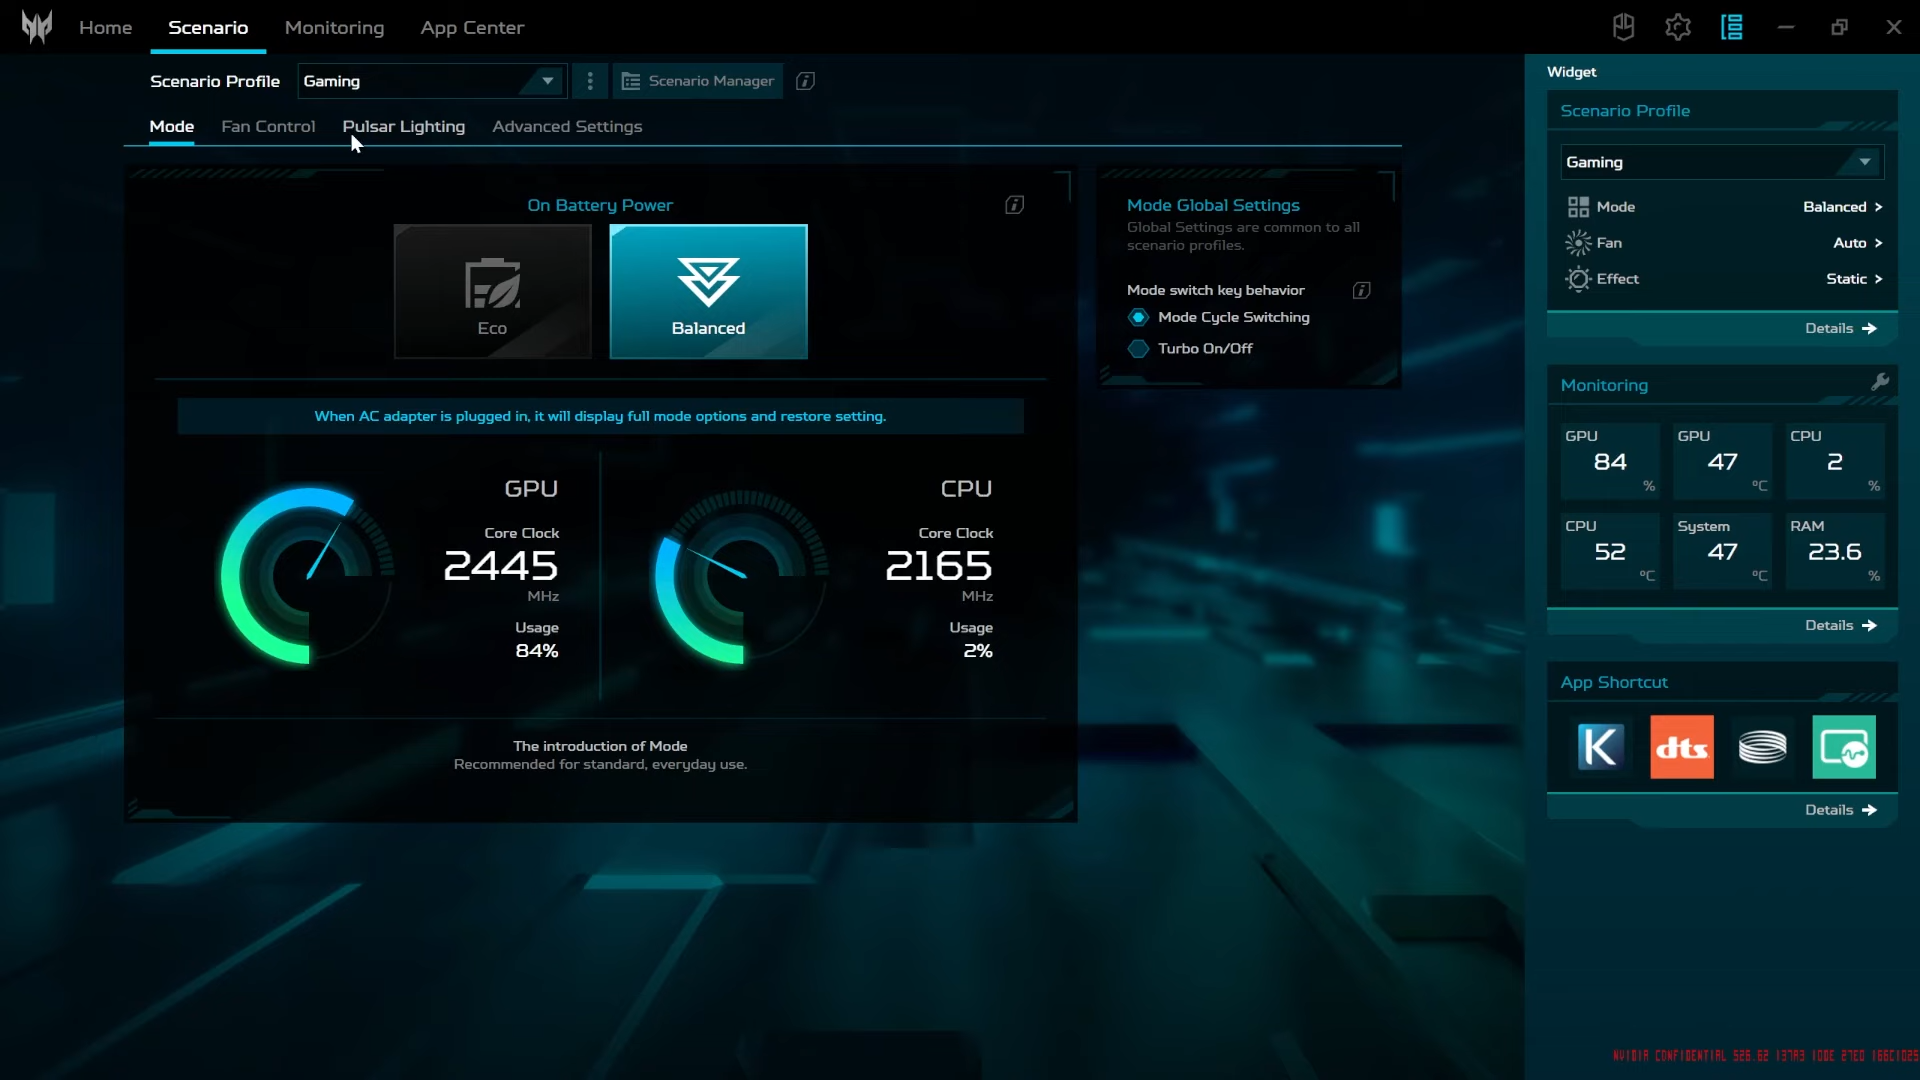 Home
Scenario
Monitoring
App Center
Scenario Profile
Gaming
Scenario Manager
Mode
Fan Control
Pulsar Lighting
Advanced Settings
On Battery Power
Eco
Balanced
When AC adapter is plugged in, it will display full mode options and restore setting.
GPU
Core Clock
2445
MHz
Usage
84%
CPU
Core Clock
2165
MHz
Usage
2%
The introduction of Mode
Recommended for standard, everyday use.
Mode Global Settings
Global Settings are common to all
scenario profiles.
Mode switch key behavior
Mode Cycle Switching
Turbo On/Off
Widget
Scenario Profile
Gaming
Mode Balanced >
Fan Auto >
Effect Static >
Details
Monitoring
GPU
84
%
GPU
47
°C
CPU
2
%
CPU
52
°C
System
47
°C
RAM
23.6
%
Details
App Shortcut
K
dts
Details
NVIDIA CONFIDENTIAL